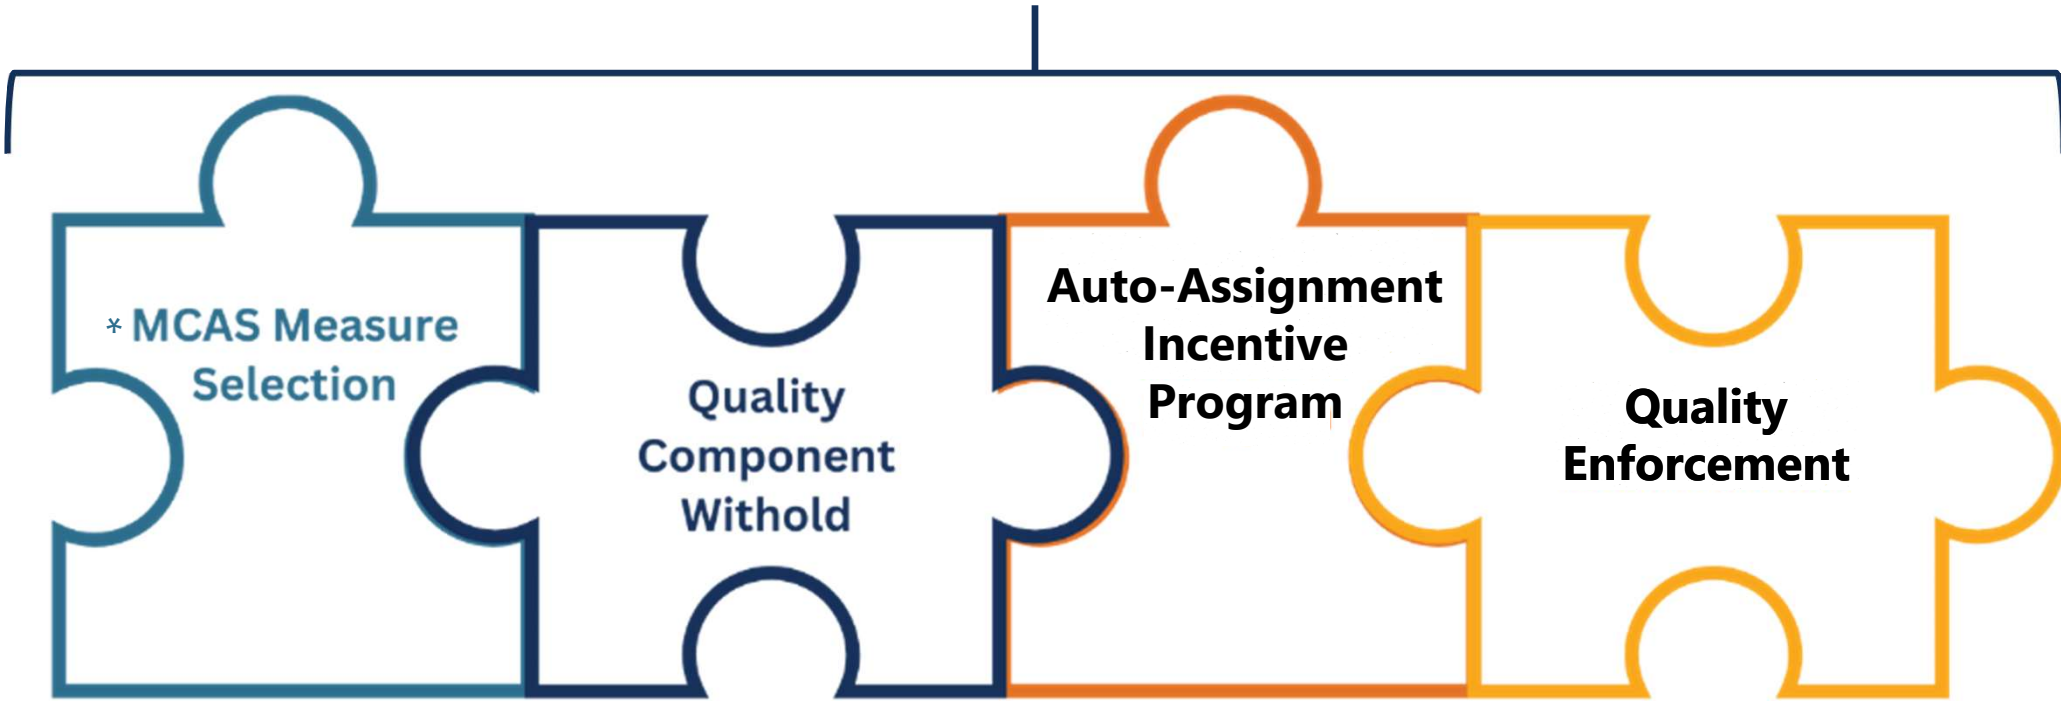 * MCAS Measure
Selection
Quality
Component
Withold
Auto-Assignment
Incentive
Program
Quality
Enforcement